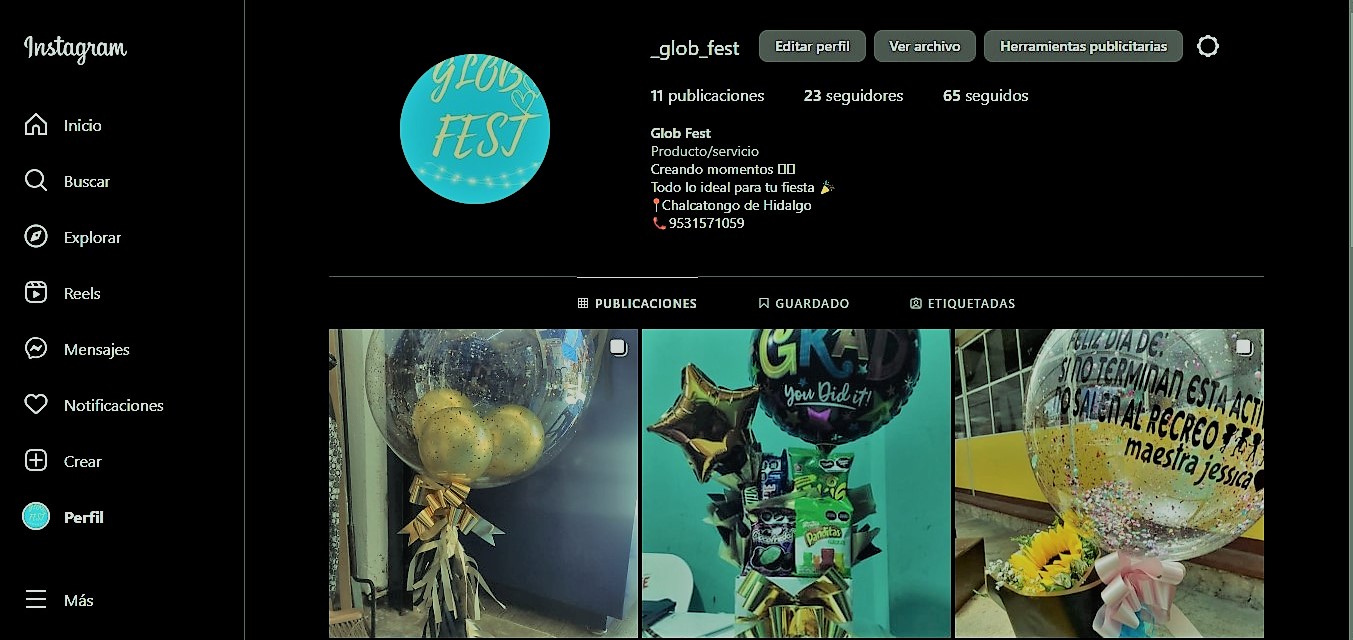 Instagram
Inicio
Buscar
Explorar
Reels
Mensajes
Notificaciones
Crear
Perfil
Más
GLOB
FEST
_glob_fest
Editar perfil
Ver archivo
Herramientas publicitarias
11 publicaciones
23 seguidores
65 seguidos
Glob Fest
Producto/servicio
Creando momentos
Todo lo ideal para tu fiesta 🎉
📍Chalcatongo de Hidalgo
📞9531571059
PUBLICACIONES
GUARDADO
ETIQUETADAS
GRAD
you Did it!
FELIZ DIA DE:
SI NO TERMINAN ESTA ACTI
NO SALEN AL RECREO
maestra jessica